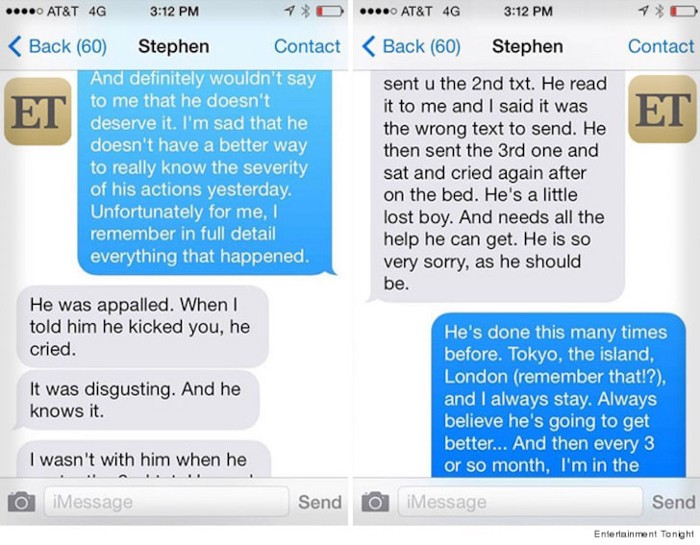 AT&T 4G 3:12 PM
Back (60) Stephen Contact
ET
And definitely wouldn't say
to me that he doesn't
deserve it. I'm sad that he
doesn't have a better way
to really know the severity
of his actions yesterday.
Unfortunately for me, I
remember in full detail
everything that happened.
He was appalled. When I
told him he kicked you, he
cried.
It was disgusting. And he
knows it.
I wasn't with him when he
iMessage Send
AT&T 4G 3:12 PM
Back (60) Stephen Contact
ET
sent u the 2nd txt. He read
it to me and I said it was
the wrong text to send. He
then sent the 3rd one and
sat and cried again after
on the bed. He's a little
lost boy. And needs all the
help he can get. He is so
very sorry, as he should
be.
He's done this many times
before. Tokyo, the island,
London (remember that!?),
and I always stay. Always
believe he's going to get
better... And then every 3
or so month, I'm in the
iMessage Send
Entertainment Tonight